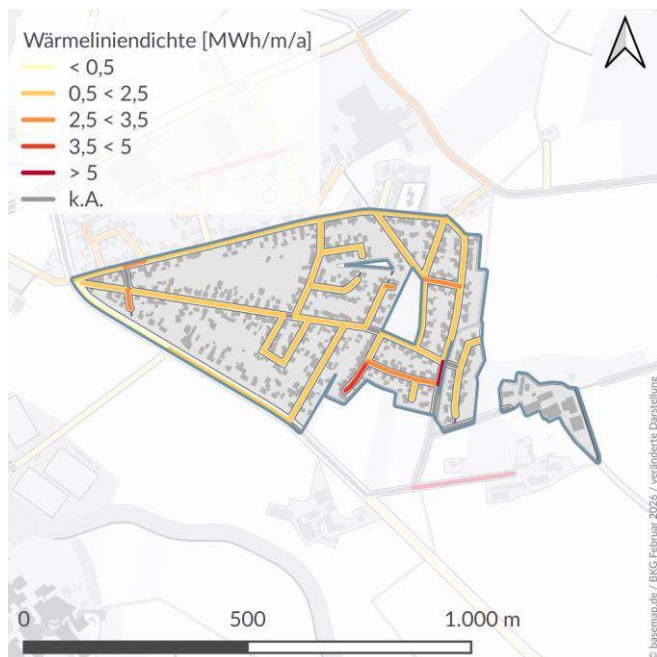 Wärmeliniendichte [MWh/m/a]
< 0,5
0,5 < 2,5
2,5 < 3,5
3,5 < 5
> 5
k.A.
0 500 1.000 m
© basemap.de / BKG Februar 2026 / veränderte Darstellung